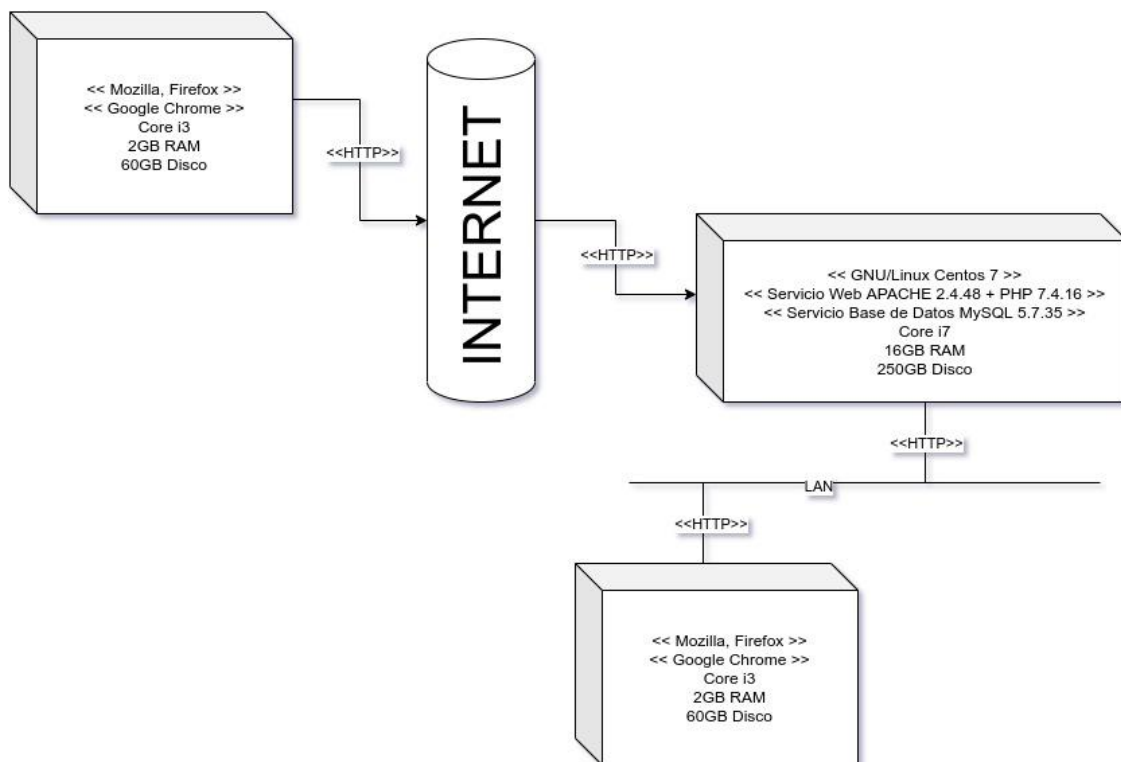 << Mozilla, Firefox >>
<< Google Chrome >>
Core i3
2GB RAM
60GB Disco
<<HTTP>>
INTERNET
<<HTTP>>
<< GNU/Linux Centos 7 >>
<< Servicio Web APACHE 2.4.48 + PHP 7.4.16 >>
<< Servicio Base de Datos MySQL 5.7.35 >>
Core i7
16GB RAM
250GB Disco
<<HTTP>>
LAN
<<HTTP>>
<< Mozilla, Firefox >>
<< Google Chrome >>
Core i3
2GB RAM
60GB Disco